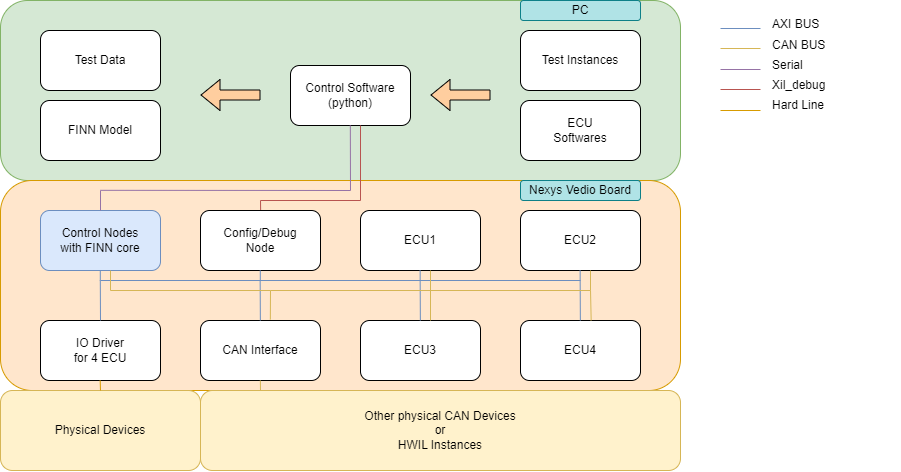 PC
Test Data
Control Software
(python)
Test Instances
FINN Model
ECU
Softwares
Nexys Vedio Board
Control Nodes
with FINN core
Config/Debug
Node
ECU1
ECU2
IO Driver
for 4 ECU
CAN Interface
ECU3
ECU4
Physical Devices
Other physical CAN Devices
or
HWIL Instances
AXI BUS
CAN BUS
Serial
Xil_debug
Hard Line